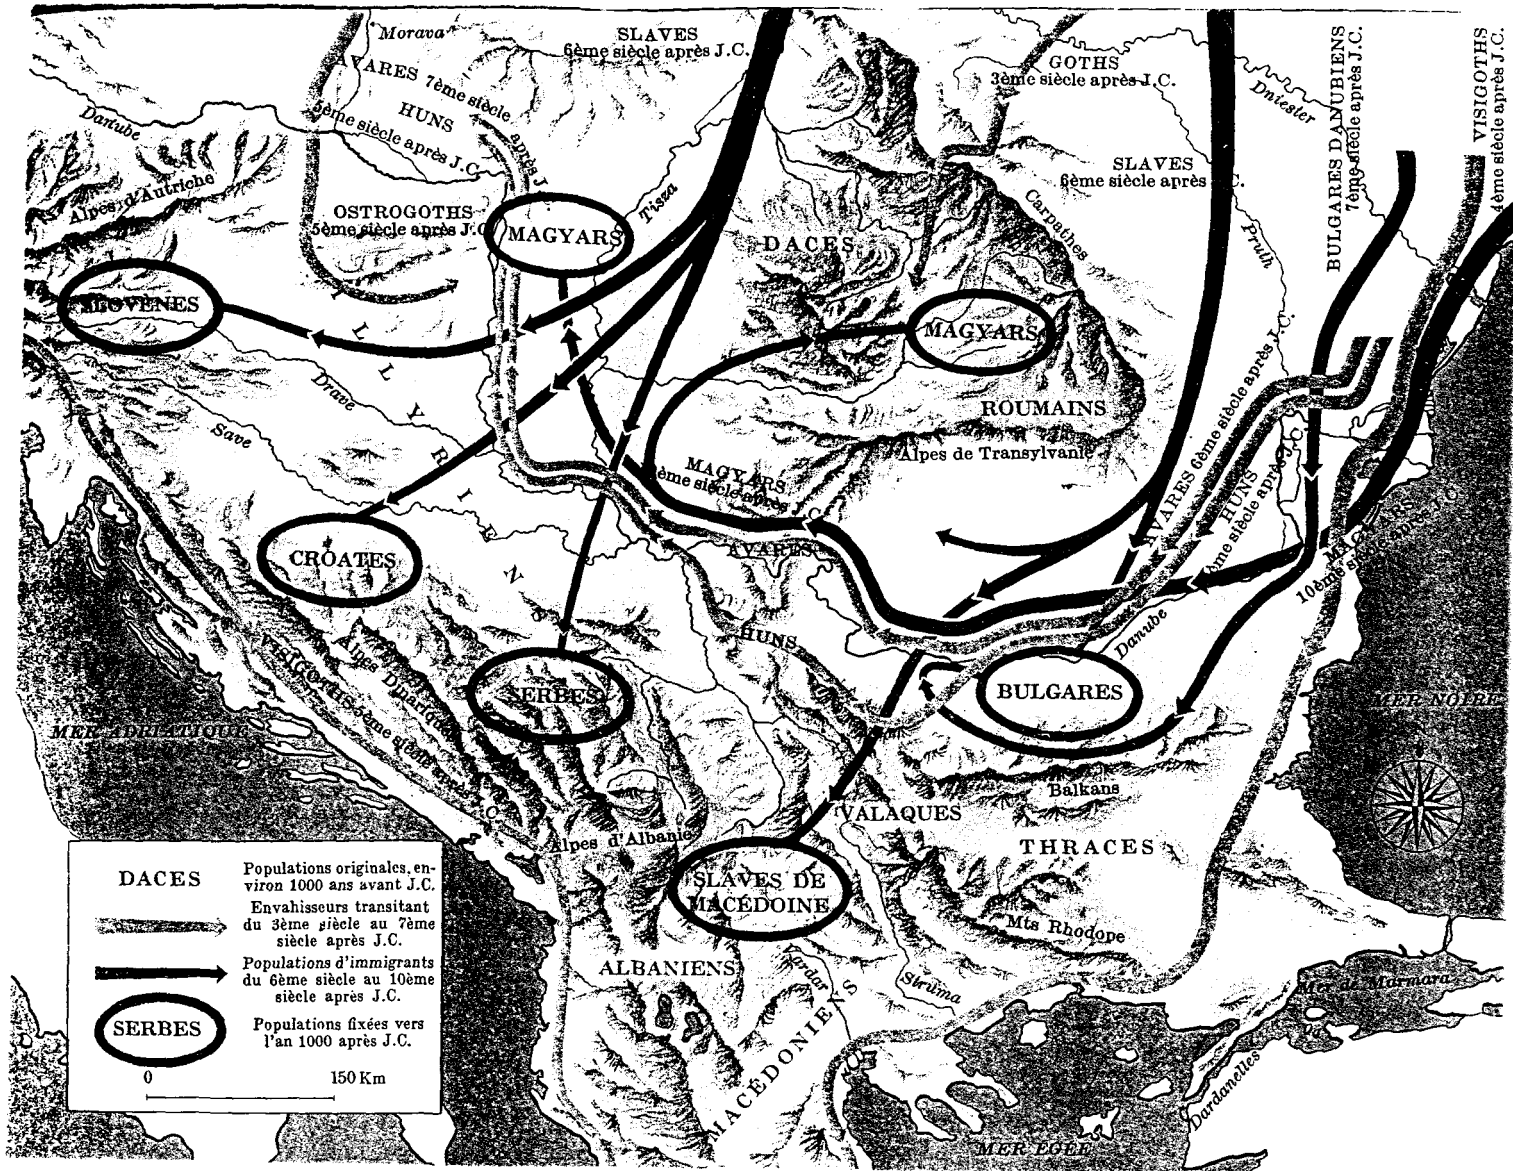 Morava
SLAVES
6ème siècle après J.C.
GOTHS
3ème siècle après J.C.
Dniester
BULGARES DANUBIENS
7ème siècle après J.C.
VISIGOTHS
4ème siècle après J.C.
AVARES 7ème siècle après J.
HUNS
5ème siècle après J.C.
Danube
Alpes d'Autriche
OSTROGOTHS
5ème siècle après J.C
MAGYARS
Tisza
DACES
Carpathes
SLAVES
6ème siècle après J.C.
Pruth
SLOVÈNES
ILLYRIENS
MAGYARS
Drave
Save
ROUMAINS
Alpes de Transylvanie
AVARES 6ème siècle après J.C.
HUNS
siècle après J.C.
MAGYARS
ème siècle après
MAGYARS
10ème siècle après J.C.
CROATES
AVARES
HUNS
Danube
VISIGOTHS siècle après J.C.
Alpes Dinariques
SERBES
BULGARES
MER NOIRE
MER ADRIATIQUE
Balkans
VALAQUES
THRACES
Alpes d'Albanie
SLAVES DE
MACÉDOINE
Mts Rhodope
ALBANIENS
Vardar
Struma
MACÉDONIENS
Mer de Marmara
Dardanelles
MER EGÉE
DACES
Populations originales, en-
viron 1000 ans avant J.C.
Envahisseurs transitant
du 3ème siècle au 7ème
siècle après J.C.
Populations d'immigrants
du 6ème siècle au 10ème
siècle après J.C.
SERBES
Populations fixées vers
l'an 1000 après J.C.
0 150 Km